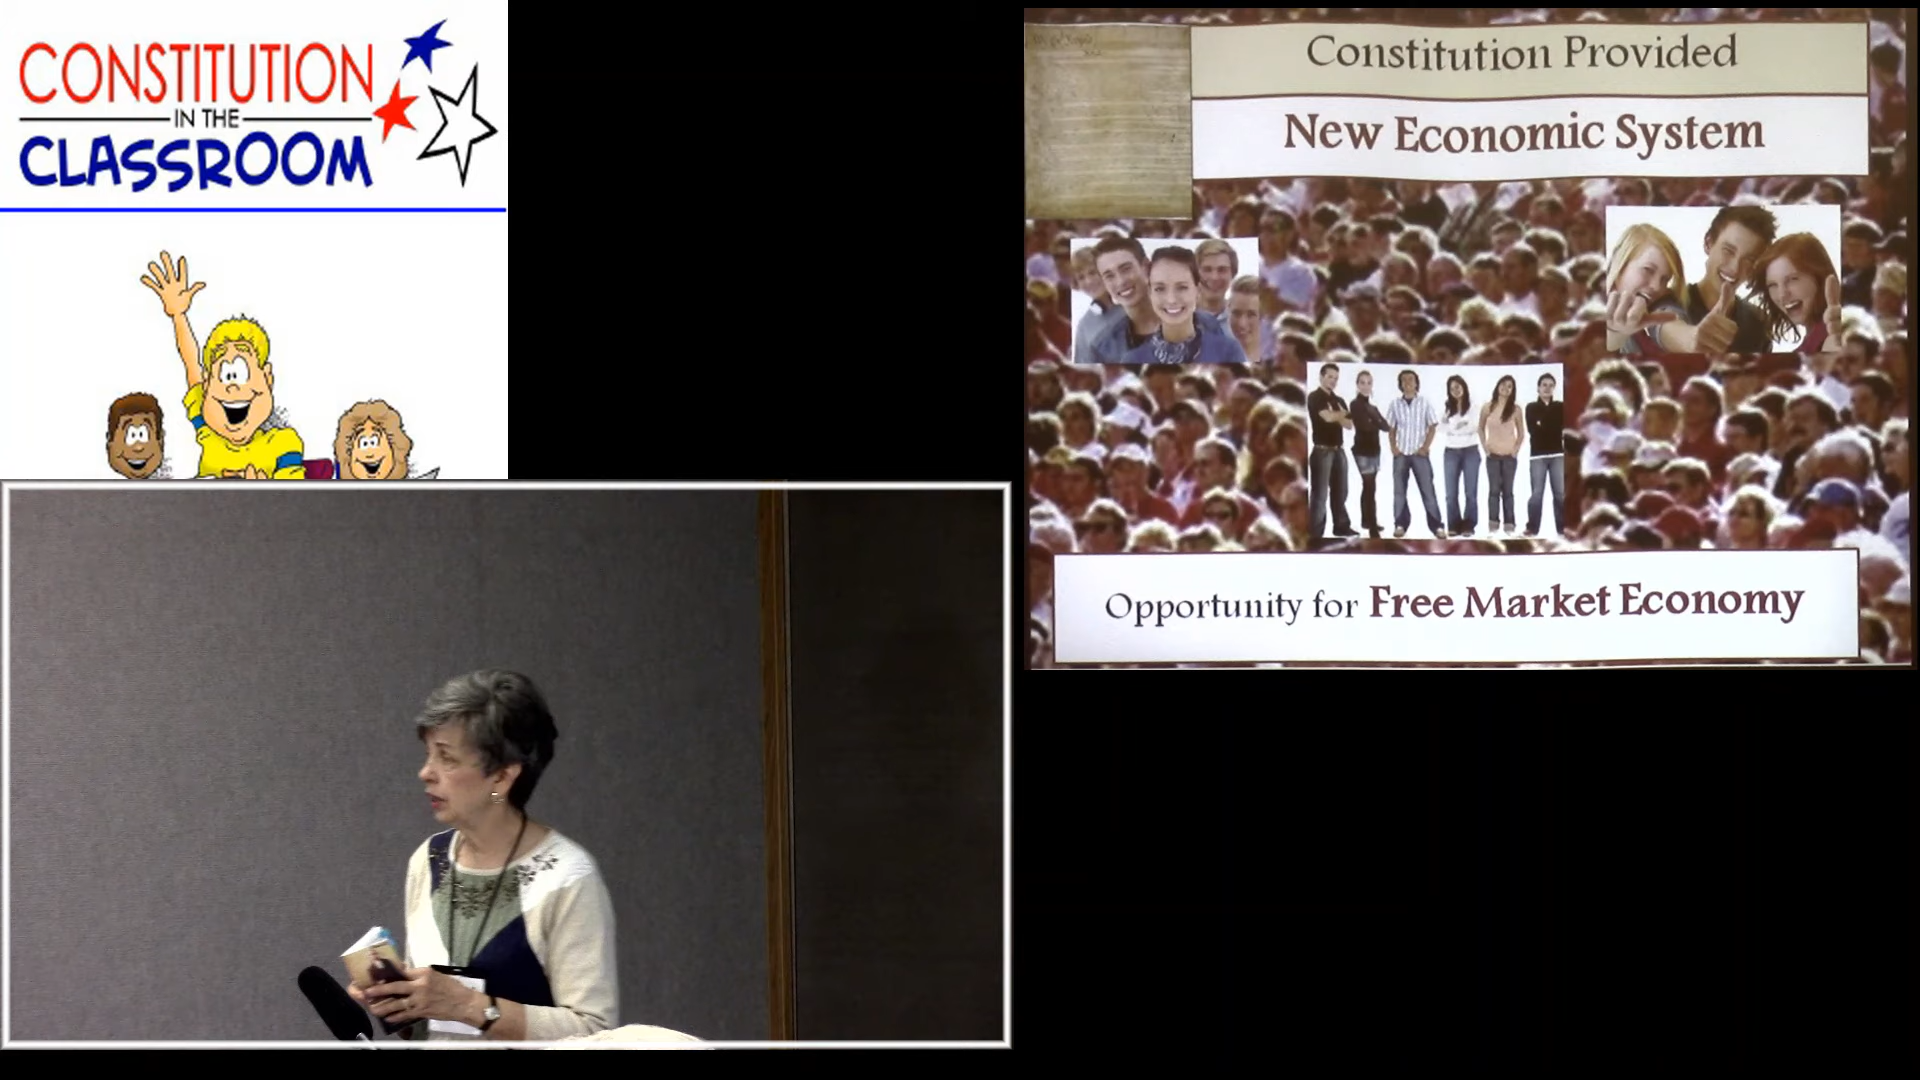 CONSTITUTION
IN THE
CLASSROOM
Constitution Provided
New Economic System
Opportunity for Free Market Economy